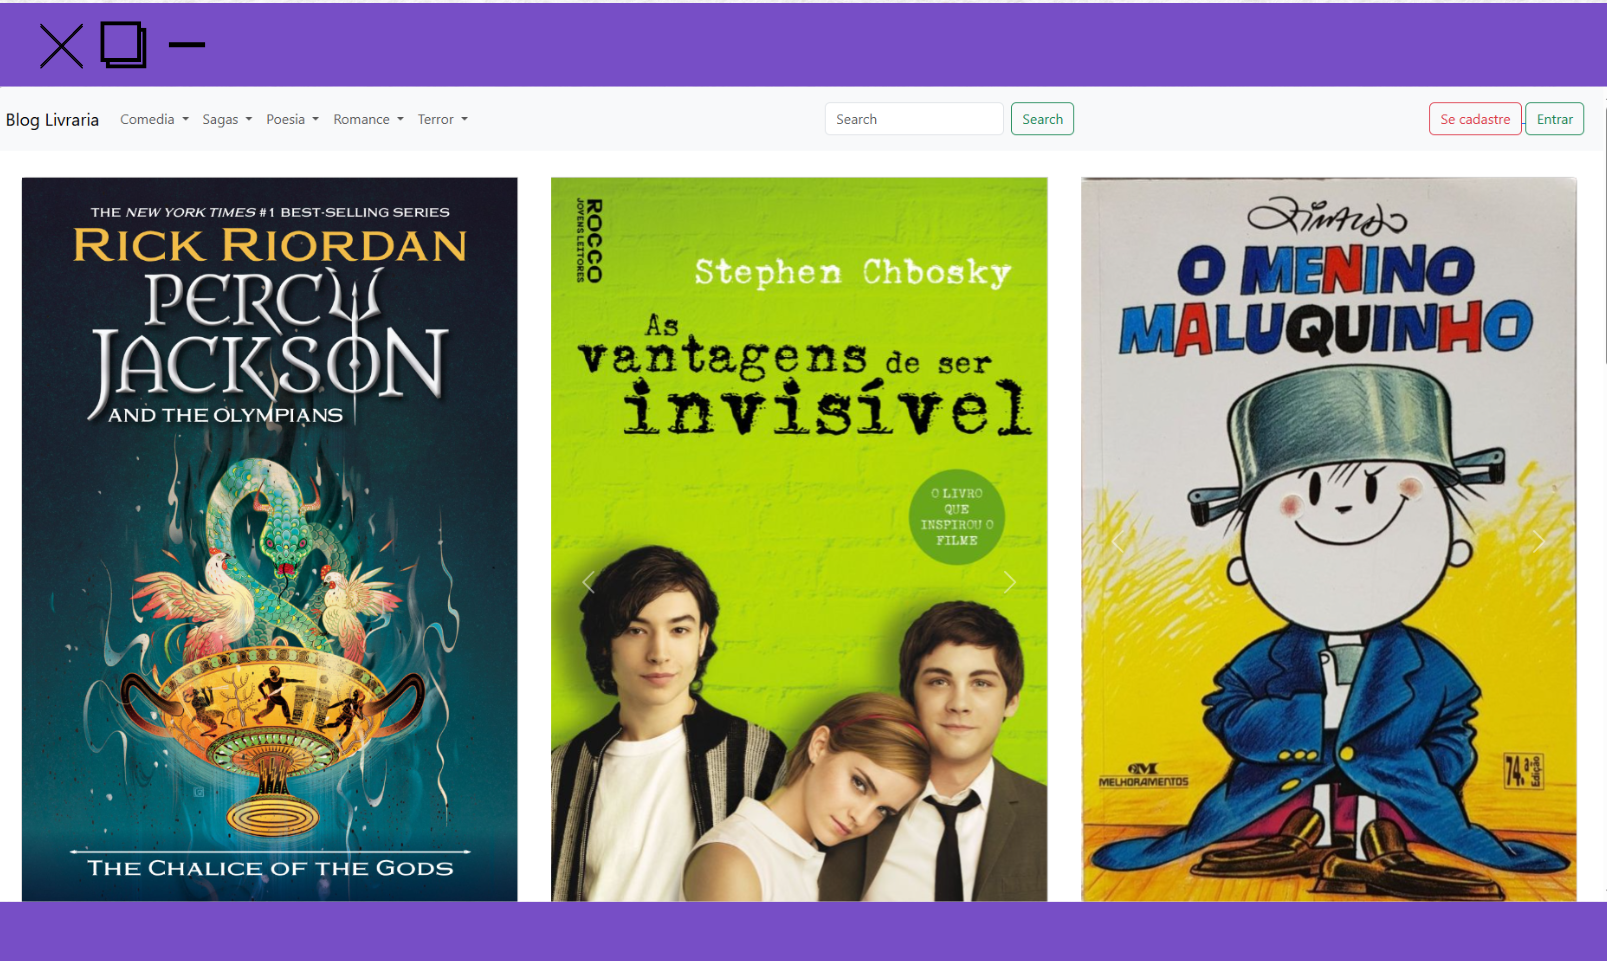 Blog Livraria
Comedia
Sagas
Poesia
Romance
Terror
Search
Search
Se cadastre
Entrar
THE NEW YORK TIMES #1 BEST-SELLING SERIES
RICK RIORDAN
PERCY
JACKSON
AND THE OLYMPIANS
THE CHALICE OF THE GODS
ROCCO
JOVENS LEITORES
Stephen Chbosky
As
vantagens de ser
invisível
O LIVRO
QUE
INSPIROU O
FILME
ZIRALDO
O MENINO
MALUQUINHO
MELHORAMENTOS
74.a
Edição